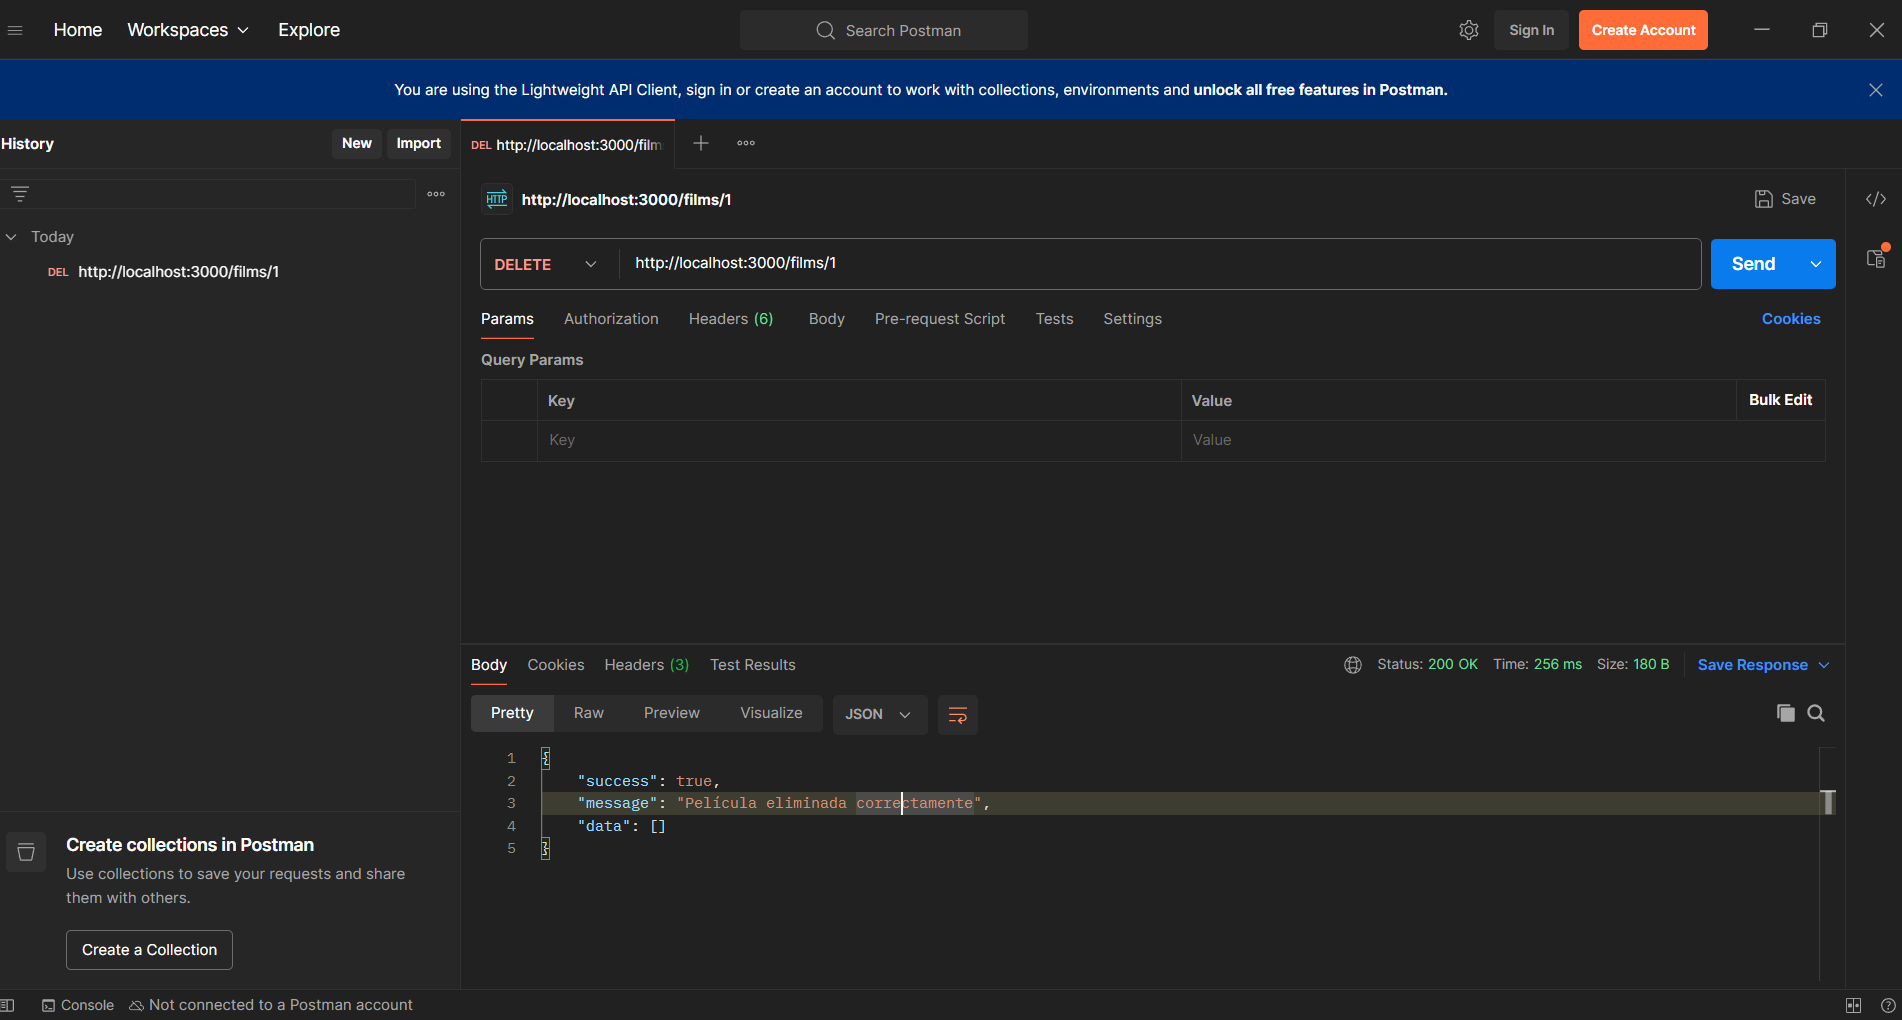 Home
Workspaces
Explore
Search Postman
Sign In
Create Account
You are using the Lightweight API Client, sign in or create an account to work with collections, environments and unlock all free features in Postman.
History
New
Import
DEL http://localhost:3000/film
HTTP
http://localhost:3000/films/1
Save
Today
DEL http://localhost:3000/films/1
DELETE
http://localhost:3000/films/1
Send
Params
Authorization
Headers (6)
Body
Pre-request Script
Tests
Settings
Cookies
Query Params
Key
Value
Bulk Edit
Key
Value
Body
Cookies
Headers (3)
Test Results
Status: 200 OK
Time: 256 ms
Size: 180 B
Save Response
Pretty
Raw
Preview
Visualize
JSON
1 {
2 "success": true,
3 "message": "Película eliminada correctamente",
4 "data": []
5 }
Create collections in Postman
Use collections to save your requests and share
them with others.
Create a Collection
Console
Not connected to a Postman account